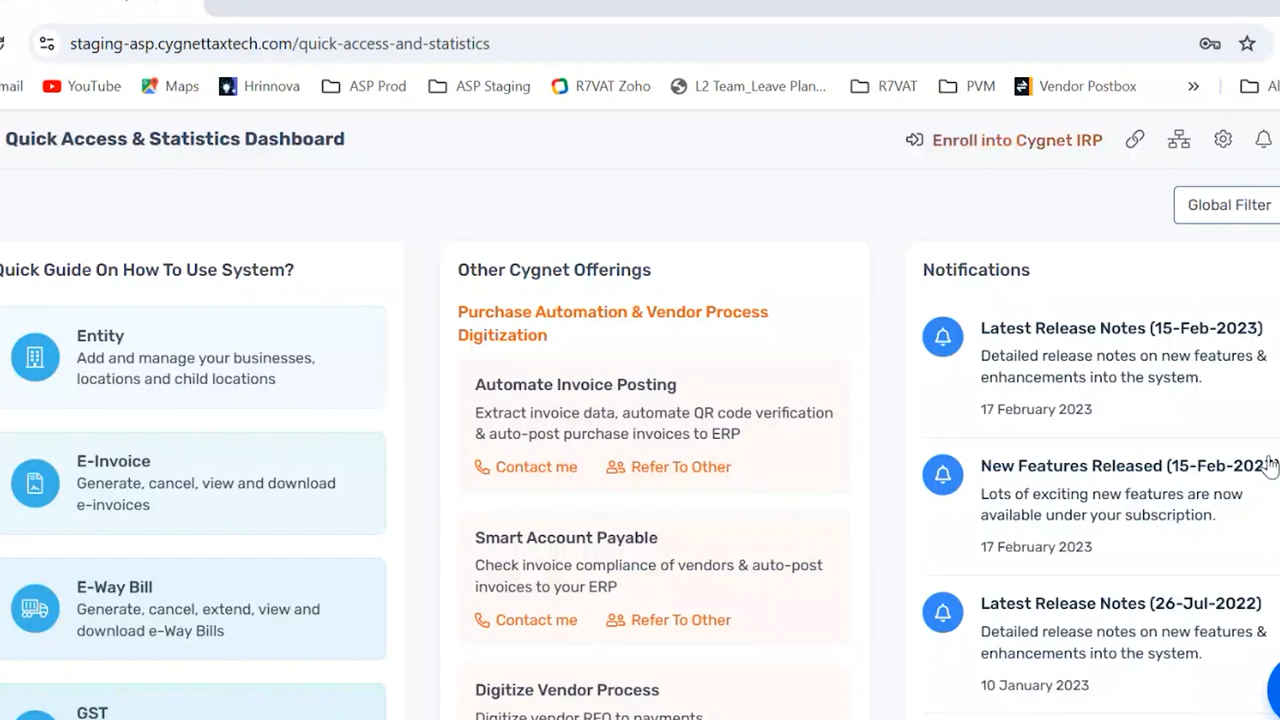 staging-asp.cygnettaxtech.com/quick-access-and-statistics
mail YouTube Maps Hrinnova ASP Prod ASP Staging R7VAT Zoho L2 Team_Leave Plan... R7VAT PVM Vendor Postbox » Al
Quick Access & Statistics Dashboard
Enroll into Cygnet IRP
Global Filter
Quick Guide On How To Use System?
Entity
Add and manage your businesses,
locations and child locations
E-Invoice
Generate, cancel, view and download
e-invoices
E-Way Bill
Generate, cancel, extend, view and
download e-Way Bills
GST
Other Cygnet Offerings
Purchase Automation & Vendor Process
Digitization
Automate Invoice Posting
Extract invoice data, automate QR code verification
& auto-post purchase invoices to ERP
Contact me Refer To Other
Smart Account Payable
Check invoice compliance of vendors & auto-post
invoices to your ERP
Contact me Refer To Other
Digitize Vendor Process
Digitize vendor RFQ to payments
Notifications
Latest Release Notes (15-Feb-2023)
Detailed release notes on new features &
enhancements into the system.
17 February 2023
New Features Released (15-Feb-202
Lots of exciting new features are now
available under your subscription.
17 February 2023
Latest Release Notes (26-Jul-2022)
Detailed release notes on new features &
enhancements into the system.
10 January 2023